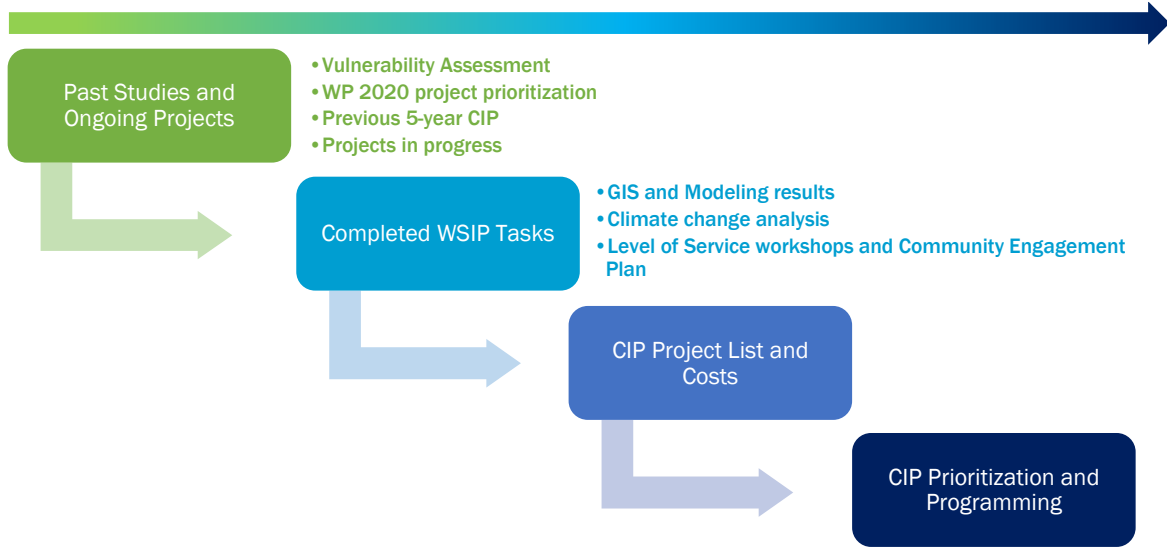 Past Studies and
Ongoing Projects
•Vulnerability Assessment
•WP 2020 project prioritization
•Previous 5-year CIP
•Projects in progress
Completed WSIP Tasks
•GIS and Modeling results
•Climate change analysis
•Level of Service workshops and Community Engagement
Plan
CIP Project List and
Costs
CIP Prioritization and
Programming